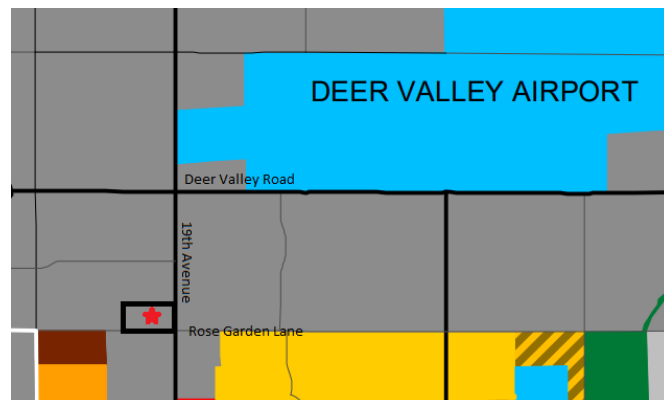 DEER VALLEY AIRPORT
Deer Valley Road
19th Avenue
Rose Garden Lane